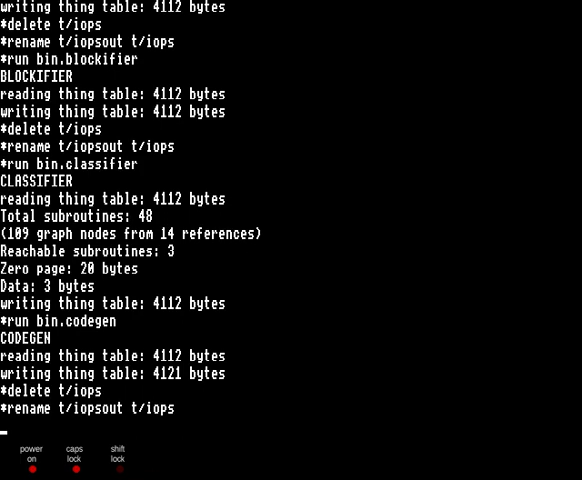 writing thing table: 4112 bytes
*delete t/iops
*rename t/iopsout t/iops
*run bin.blockifier
BLOCKIFIER
reading thing table: 4112 bytes
writing thing table: 4112 bytes
*delete t/iops
*rename t/iopsout t/iops
*run bin.classifier
CLASSIFIER
reading thing table: 4112 bytes
Total subroutines: 48
(109 graph nodes from 14 references)
Reachable subroutines: 3
Zero page: 20 bytes
Data: 3 bytes
writing thing table: 4112 bytes
*run bin.codegen
CODEGEN
reading thing table: 4112 bytes
writing thing table: 4121 bytes
*delete t/iops
*rename t/iopsout t/iops
power on
caps lock
shift lock